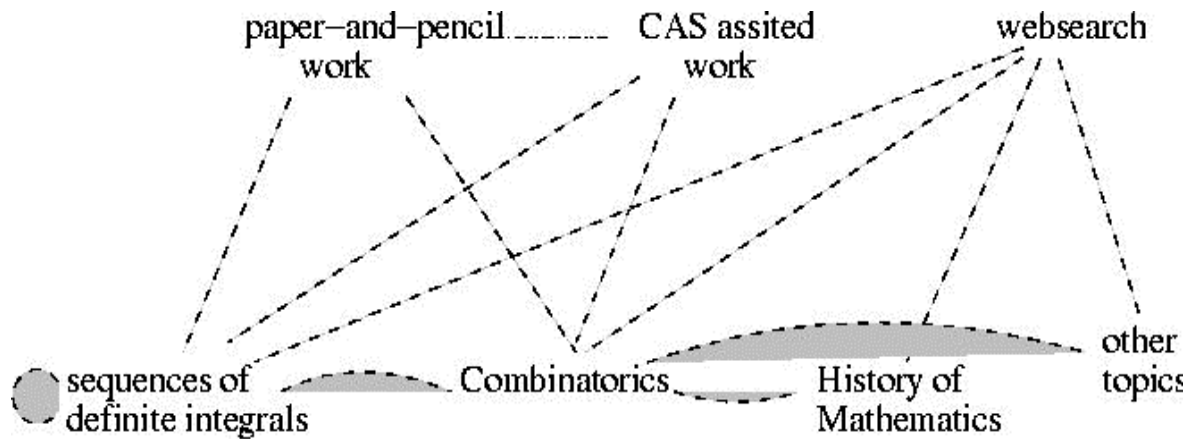 paper-and-pencil CAS assited websearch
work work
sequences of Combinatorics History of other
definite integrals Mathematics topics